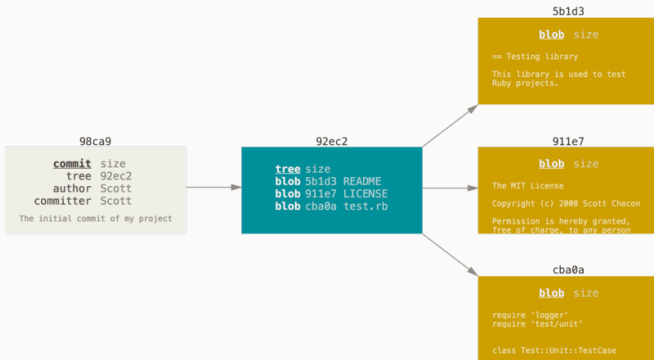 98ca9
commit size
tree 92ec2
author Scott
committer Scott
The initial commit of my project
92ec2
tree size
blob 5b1d3 README
blob 911e7 LICENSE
blob cba0a test.rb
5b1d3
blob size
== Testing library
This library is used to test
Ruby projects.
911e7
blob size
The MIT License
Copyright (c) 2008 Scott Chacon
Permission is hereby granted,
free of charge, to any person
cba0a
blob size
require 'logger'
require 'test/unit'
class Test::Unit::TestCase